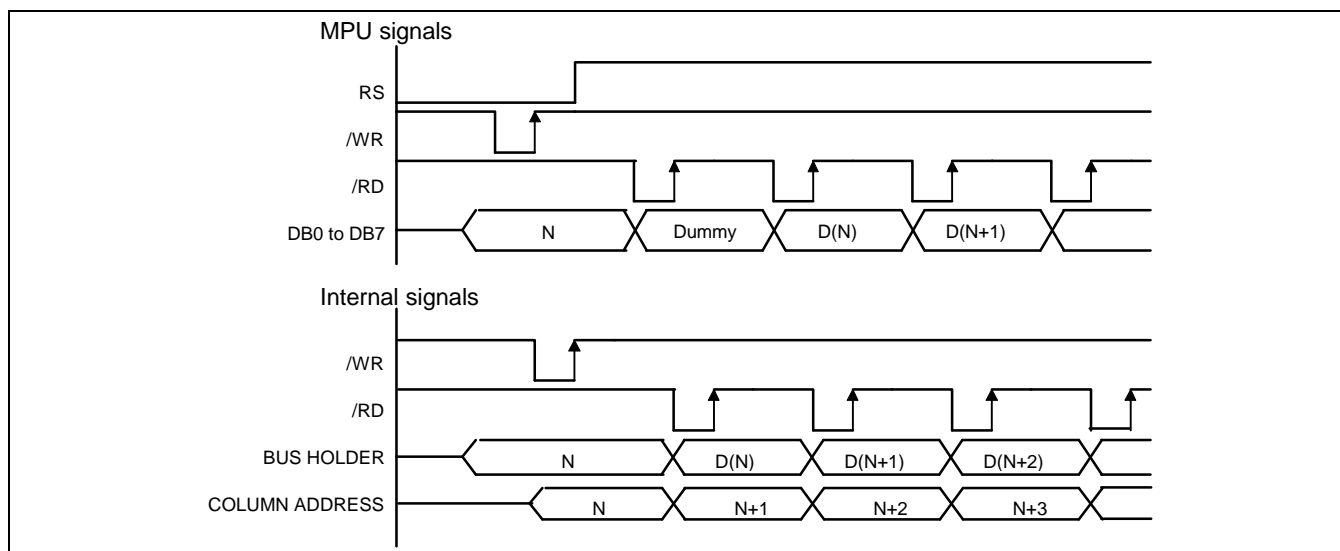 MPU signals
RS
/WR
/RD
DB0 to DB7
N
Dummy
D(N)
D(N+1)
Internal signals
/WR
/RD
BUS HOLDER
N
D(N)
D(N+1)
D(N+2)
COLUMN ADDRESS
N
N+1
N+2
N+3